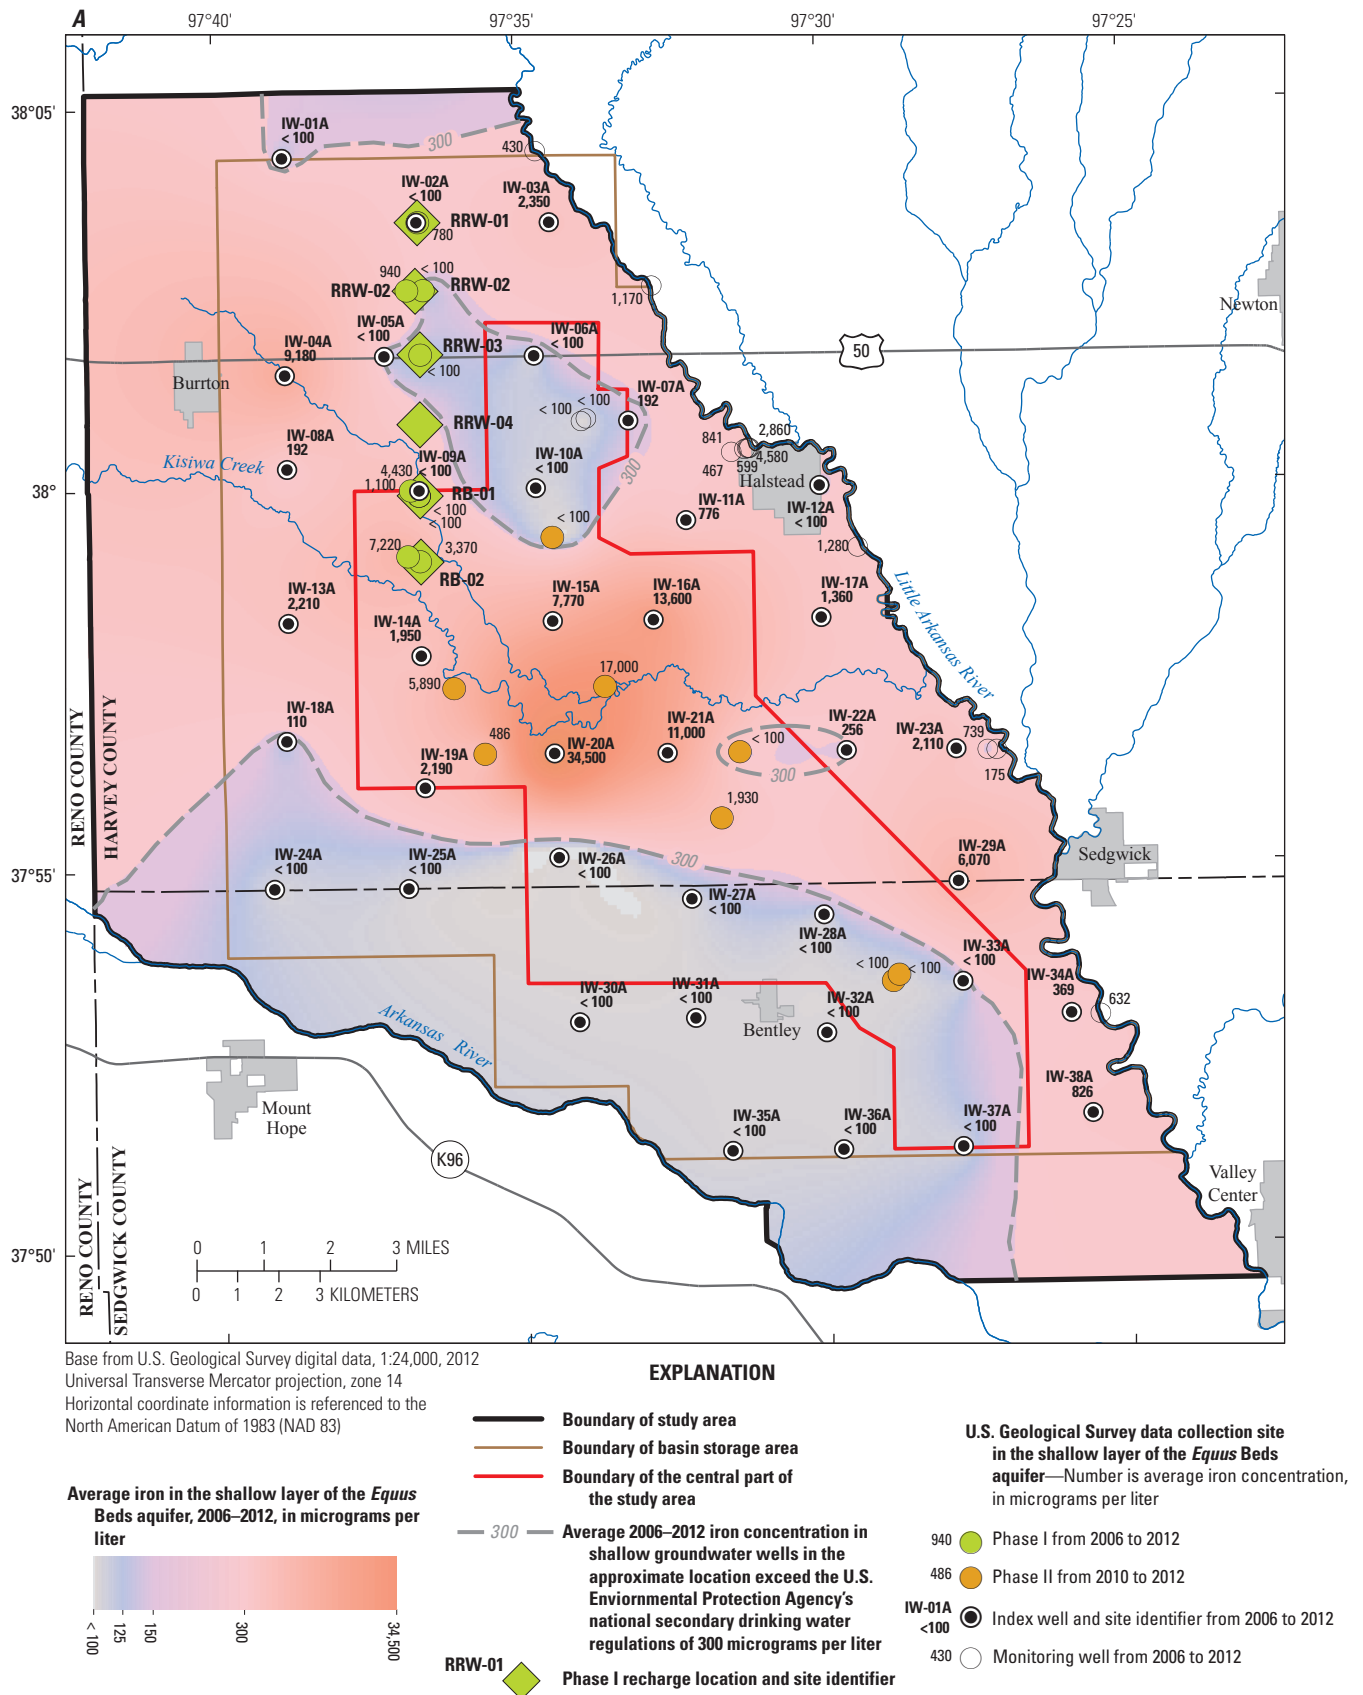 A
97°40'
97°35'
97°30'
97°25'
38°05'
38°
37°55'
37°50'
IW-01A
< 100
300
430
IW-02A
< 100
IW-03A
2,350
RRW-01
780
940
< 100
RRW-02
RRW-02
1,170
Newton
IW-05A
< 100
IW-06A
< 100
RRW-03
< 100
50
IW-04A
9,180
Burrton
IW-07A
192
< 100
< 100
RRW-04
841
2,860
4,580
467
599
Halstead
300
IW-08A
192
Kisiwa Creek
IW-09A
< 100
4,430
1,100
RB-01
< 100
< 100
IW-10A
< 100
< 100
IW-11A
776
IW-12A
< 100
1,280
7,220
3,370
RB-02
IW-13A
2,210
IW-14A
1,950
IW-15A
7,770
IW-16A
13,600
IW-17A
1,360
Little Arkansas River
5,890
17,000
RENO COUNTY
HARVEY COUNTY
IW-18A
110
486
IW-19A
2,190
IW-20A
34,500
IW-21A
11,000
< 100
300
IW-22A
256
IW-23A
2,110
739
175
1,930
Sedgwick
300
IW-24A
< 100
IW-25A
< 100
IW-26A
< 100
IW-27A
< 100
IW-28A
< 100
IW-29A
6,070
< 100
< 100
IW-33A
< 100
IW-34A
369
632
IW-30A
< 100
IW-31A
< 100
IW-32A
< 100
Bentley
Arkansas River
Mount
Hope
K96
IW-35A
< 100
IW-36A
< 100
IW-37A
< 100
IW-38A
826
Valley
Center
RENO COUNTY
SEDGWICK COUNTY
0 1 2 3 MILES
0 1 2 3 KILOMETERS
Base from U.S. Geological Survey digital data, 1:24,000, 2012
Universal Transverse Mercator projection, zone 14
Horizontal coordinate information is referenced to the
North American Datum of 1983 (NAD 83)
Average iron in the shallow layer of the Equus
Beds aquifer, 2006–2012, in micrograms per
liter
< 100
125
150
300
34,500
EXPLANATION
Boundary of study area
Boundary of basin storage area
Boundary of the central part of
the study area
300
Average 2006–2012 iron concentration in
shallow groundwater wells in the
approximate location exceed the U.S.
Enviornmental Protection Agency's
national secondary drinking water
regulations of 300 micrograms per liter
RRW-01
Phase I recharge location and site identifier
U.S. Geological Survey data collection site
in the shallow layer of the Equus Beds
aquifer—Number is average iron concentration,
in micrograms per liter
940 Phase I from 2006 to 2012
486 Phase II from 2010 to 2012
IW-01A
<100
Index well and site identifier from 2006 to 2012
430 Monitoring well from 2006 to 2012